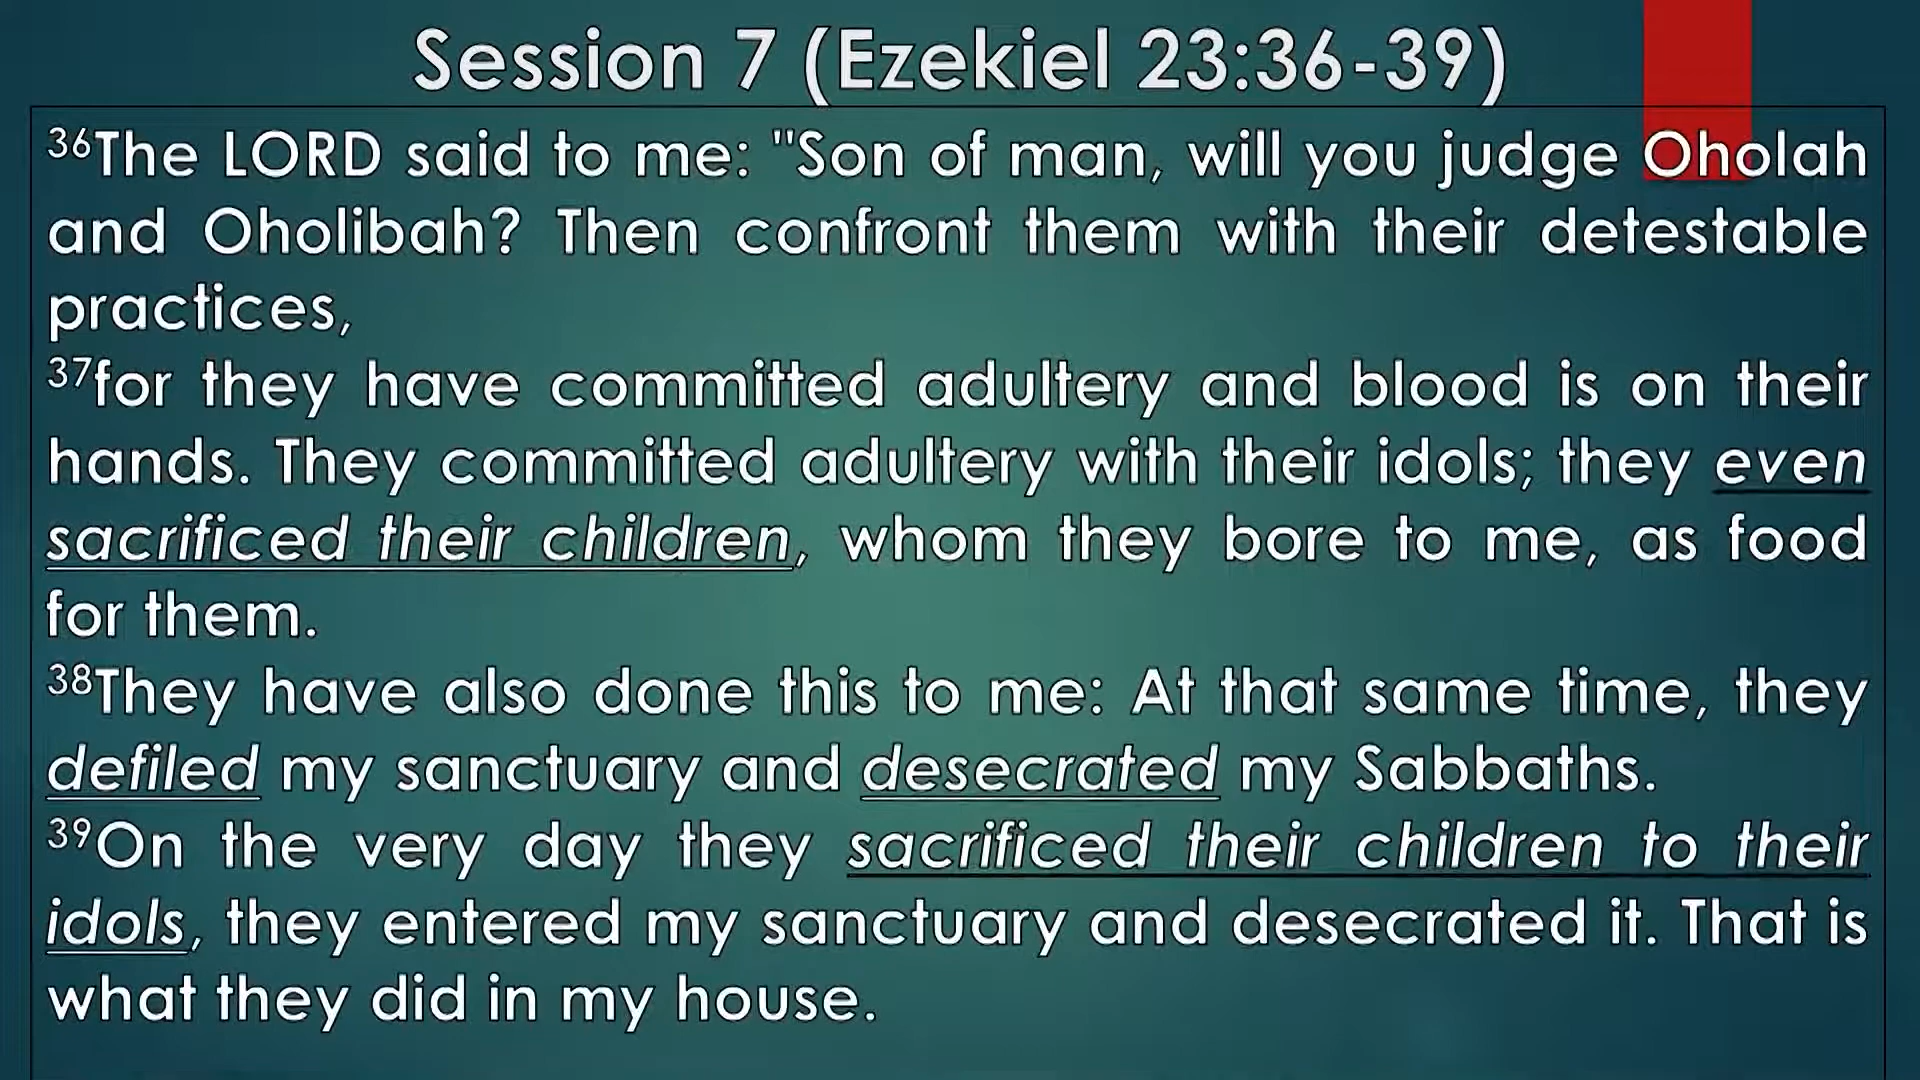 Session 7 (Ezekiel 23:36-39)
36The LORD said to me: "Son of man, will you judge Oholah
and Oholibah? Then confront them with their detestable
practices,
37for they have committed adultery and blood is on their
hands. They committed adultery with their idols; they even
sacrificed their children, whom they bore to me, as food
for them.
38They have also done this to me: At that same time, they
defiled my sanctuary and desecrated my Sabbaths.
39On the very day they sacrificed their children to their
idols, they entered my sanctuary and desecrated it. That is
what they did in my house.